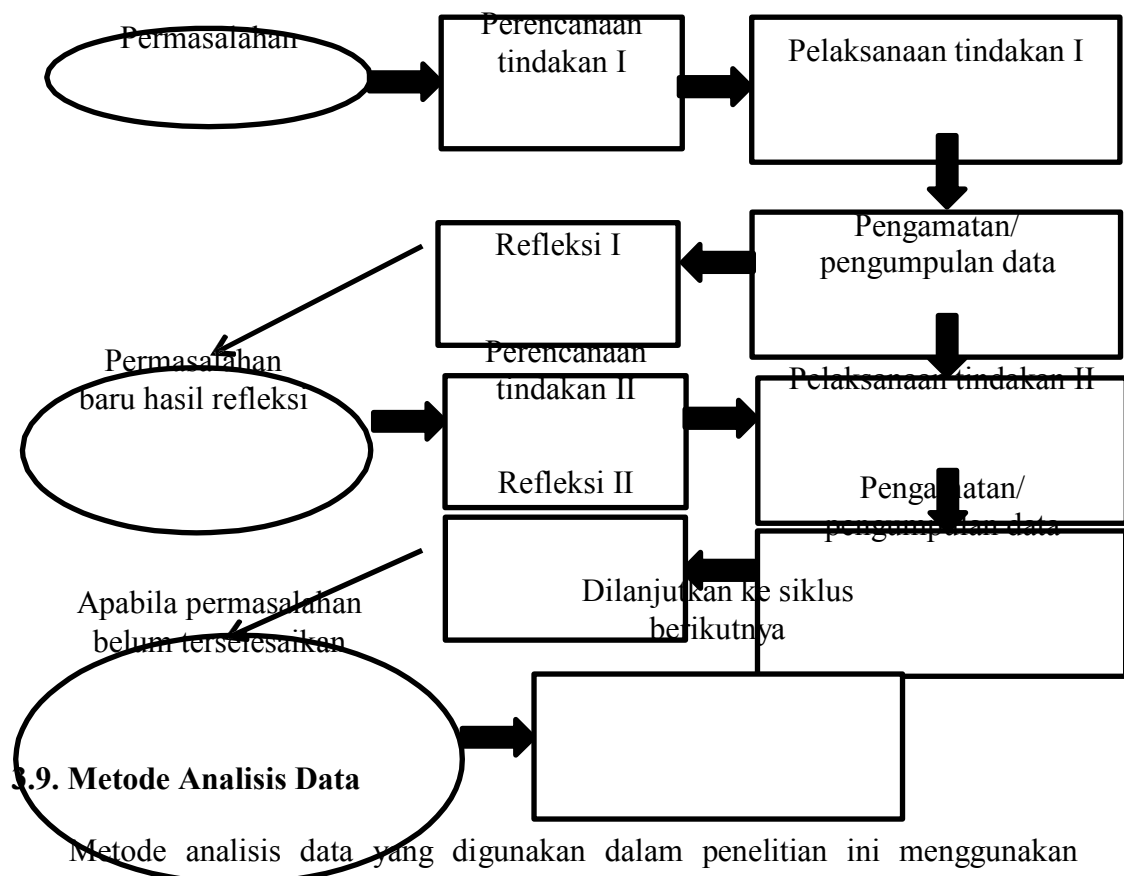 Permasalahan
Perencanaan
tindakan I
Pelaksanaan tindakan I
Refleksi I
Pengamatan/
pengumpulan data
Permasalahan
baru hasil refleksi
Perencanaan
tindakan II
Pelaksanaan tindakan II
Refleksi II
Pengamatan/
pengumpulan data
Apabila permasalahan
belum terselesaikan
Dilanjutkan ke siklus
berikutnya
3.9. Metode Analisis Data
Metode analisis data yang digunakan dalam penelitian ini menggunakan